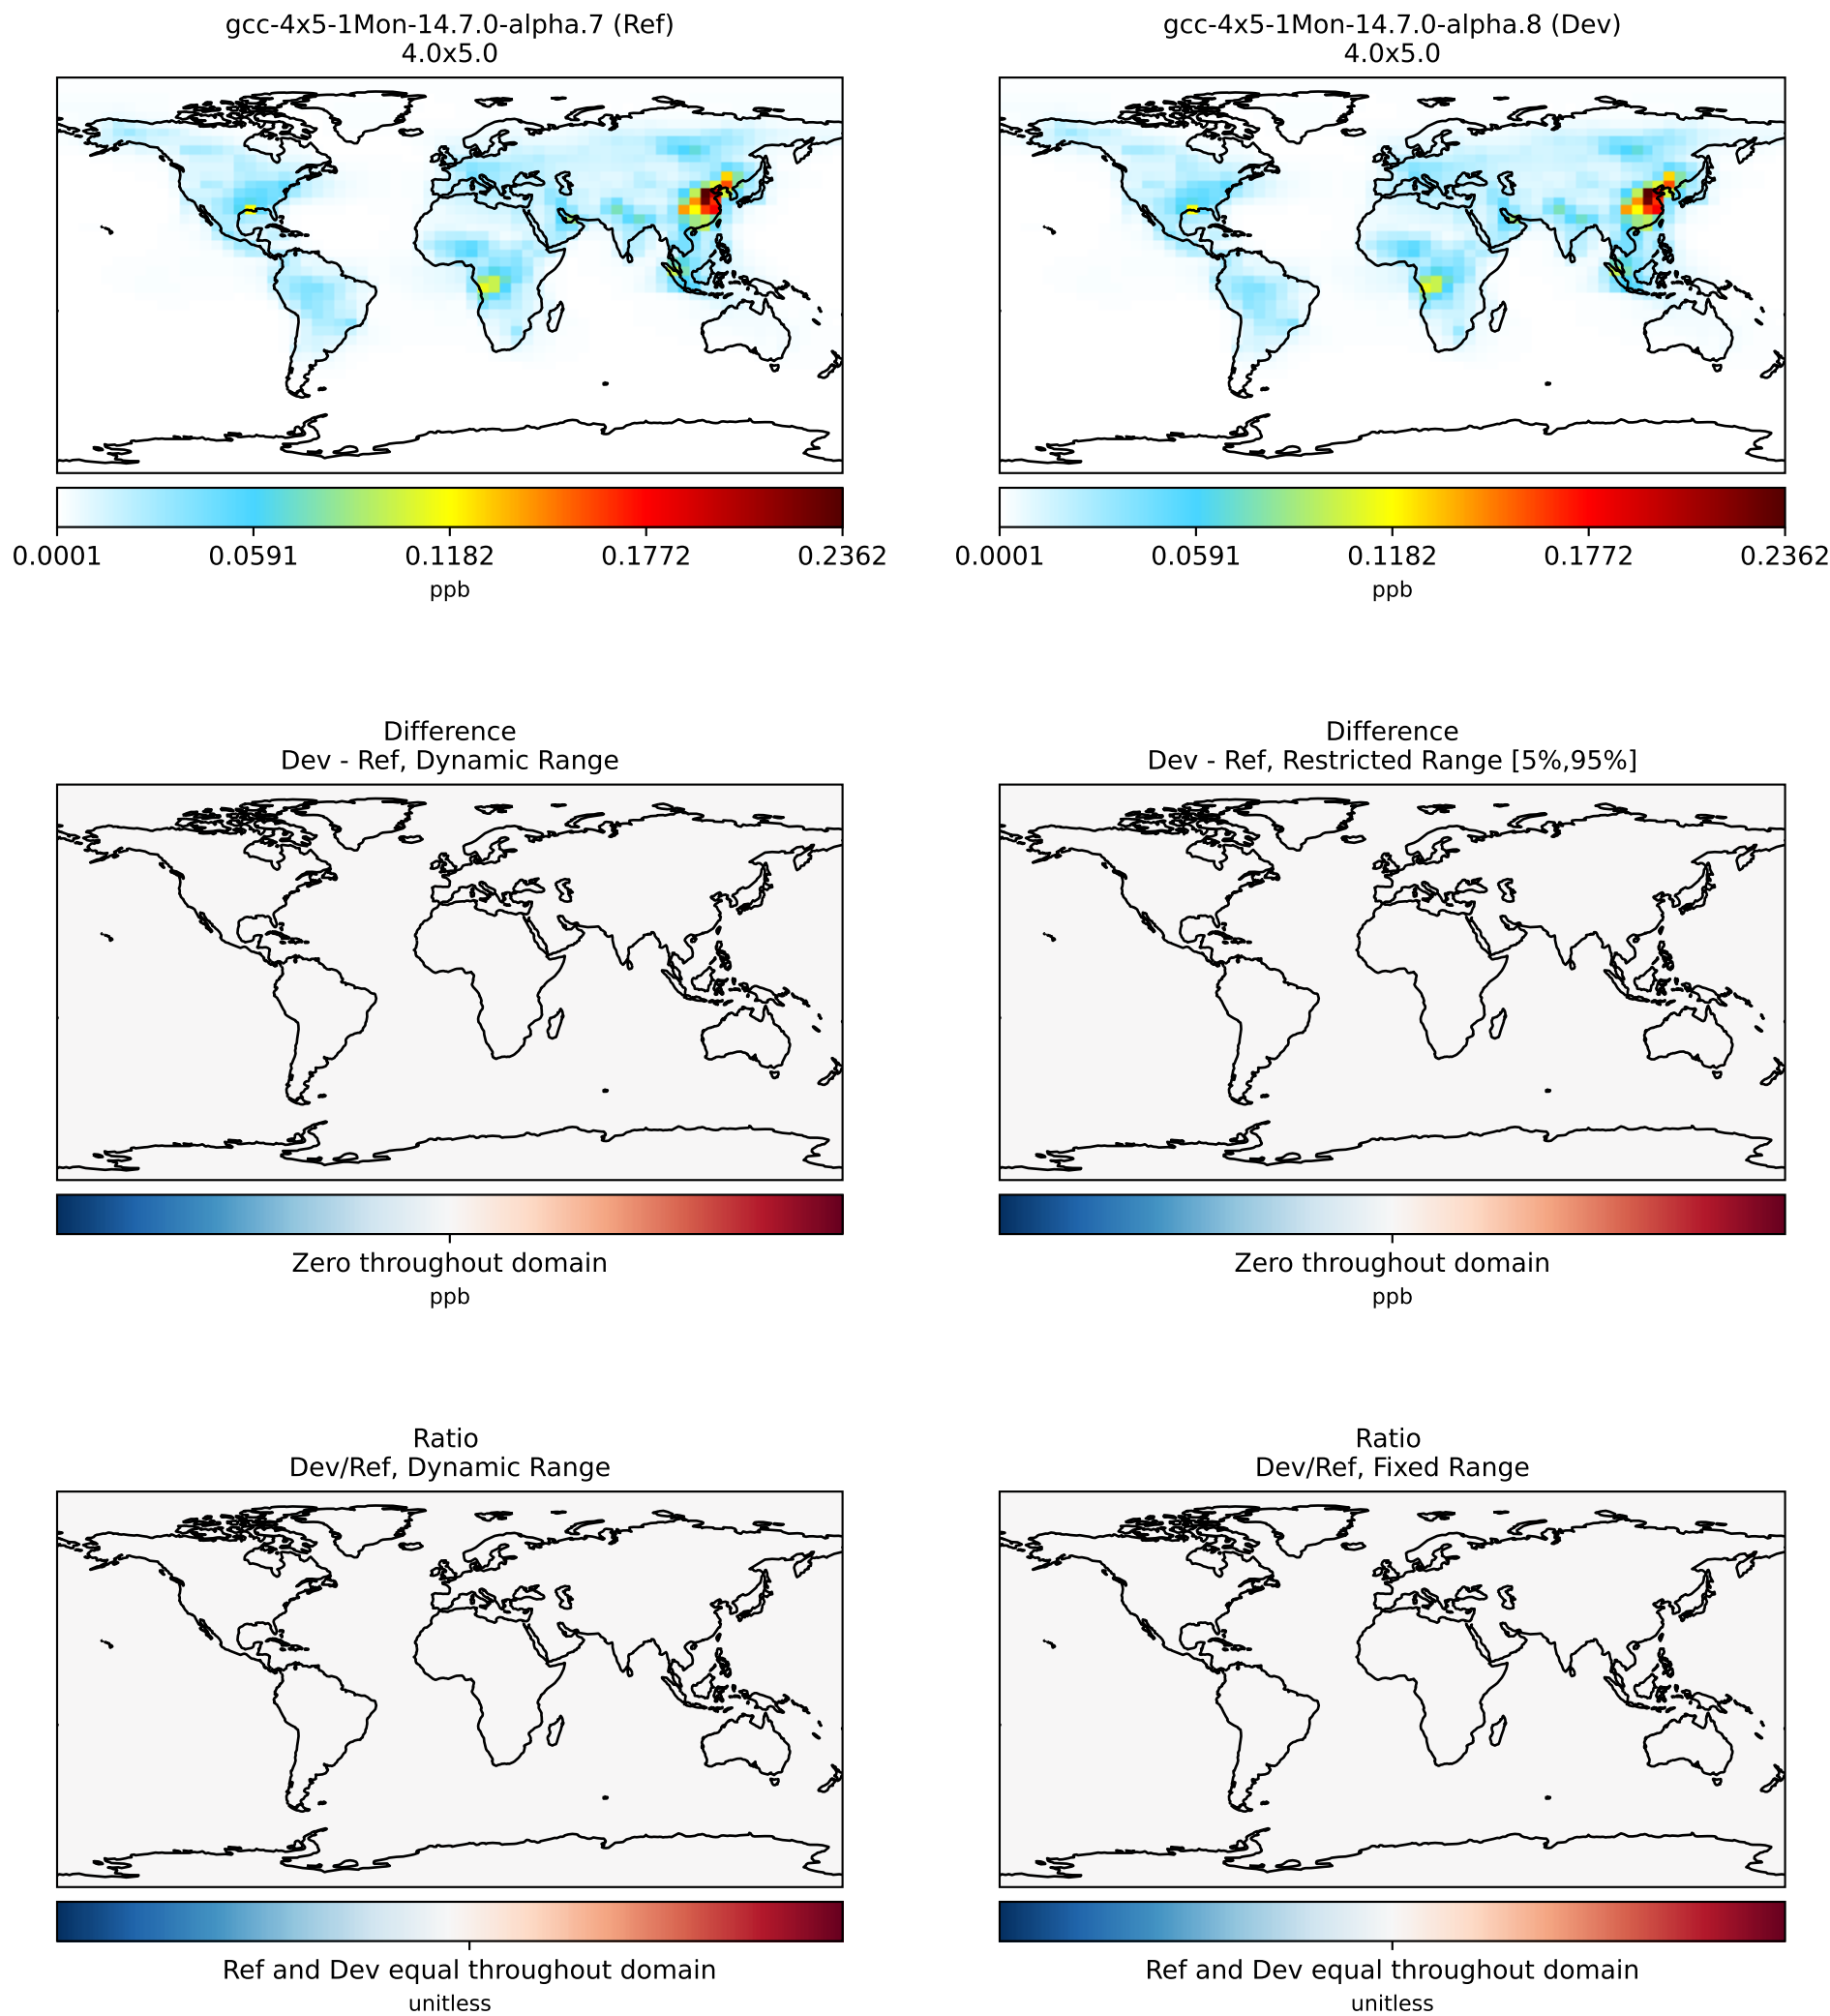 gcc-4x5-1Mon-14.7.0-alpha.7 (Ref)
4.0x5.0
gcc-4x5-1Mon-14.7.0-alpha.8 (Dev)
4.0x5.0
0.0001 0.0591 0.1182 0.1772 0.2362
ppb
0.0001 0.0591 0.1182 0.1772 0.2362
ppb
Difference
Dev - Ref, Dynamic Range
Difference
Dev - Ref, Restricted Range [5%,95%]
Zero throughout domain
ppb
Zero throughout domain
ppb
Ratio
Dev/Ref, Dynamic Range
Ratio
Dev/Ref, Fixed Range
Ref and Dev equal throughout domain
unitless
Ref and Dev equal throughout domain
unitless